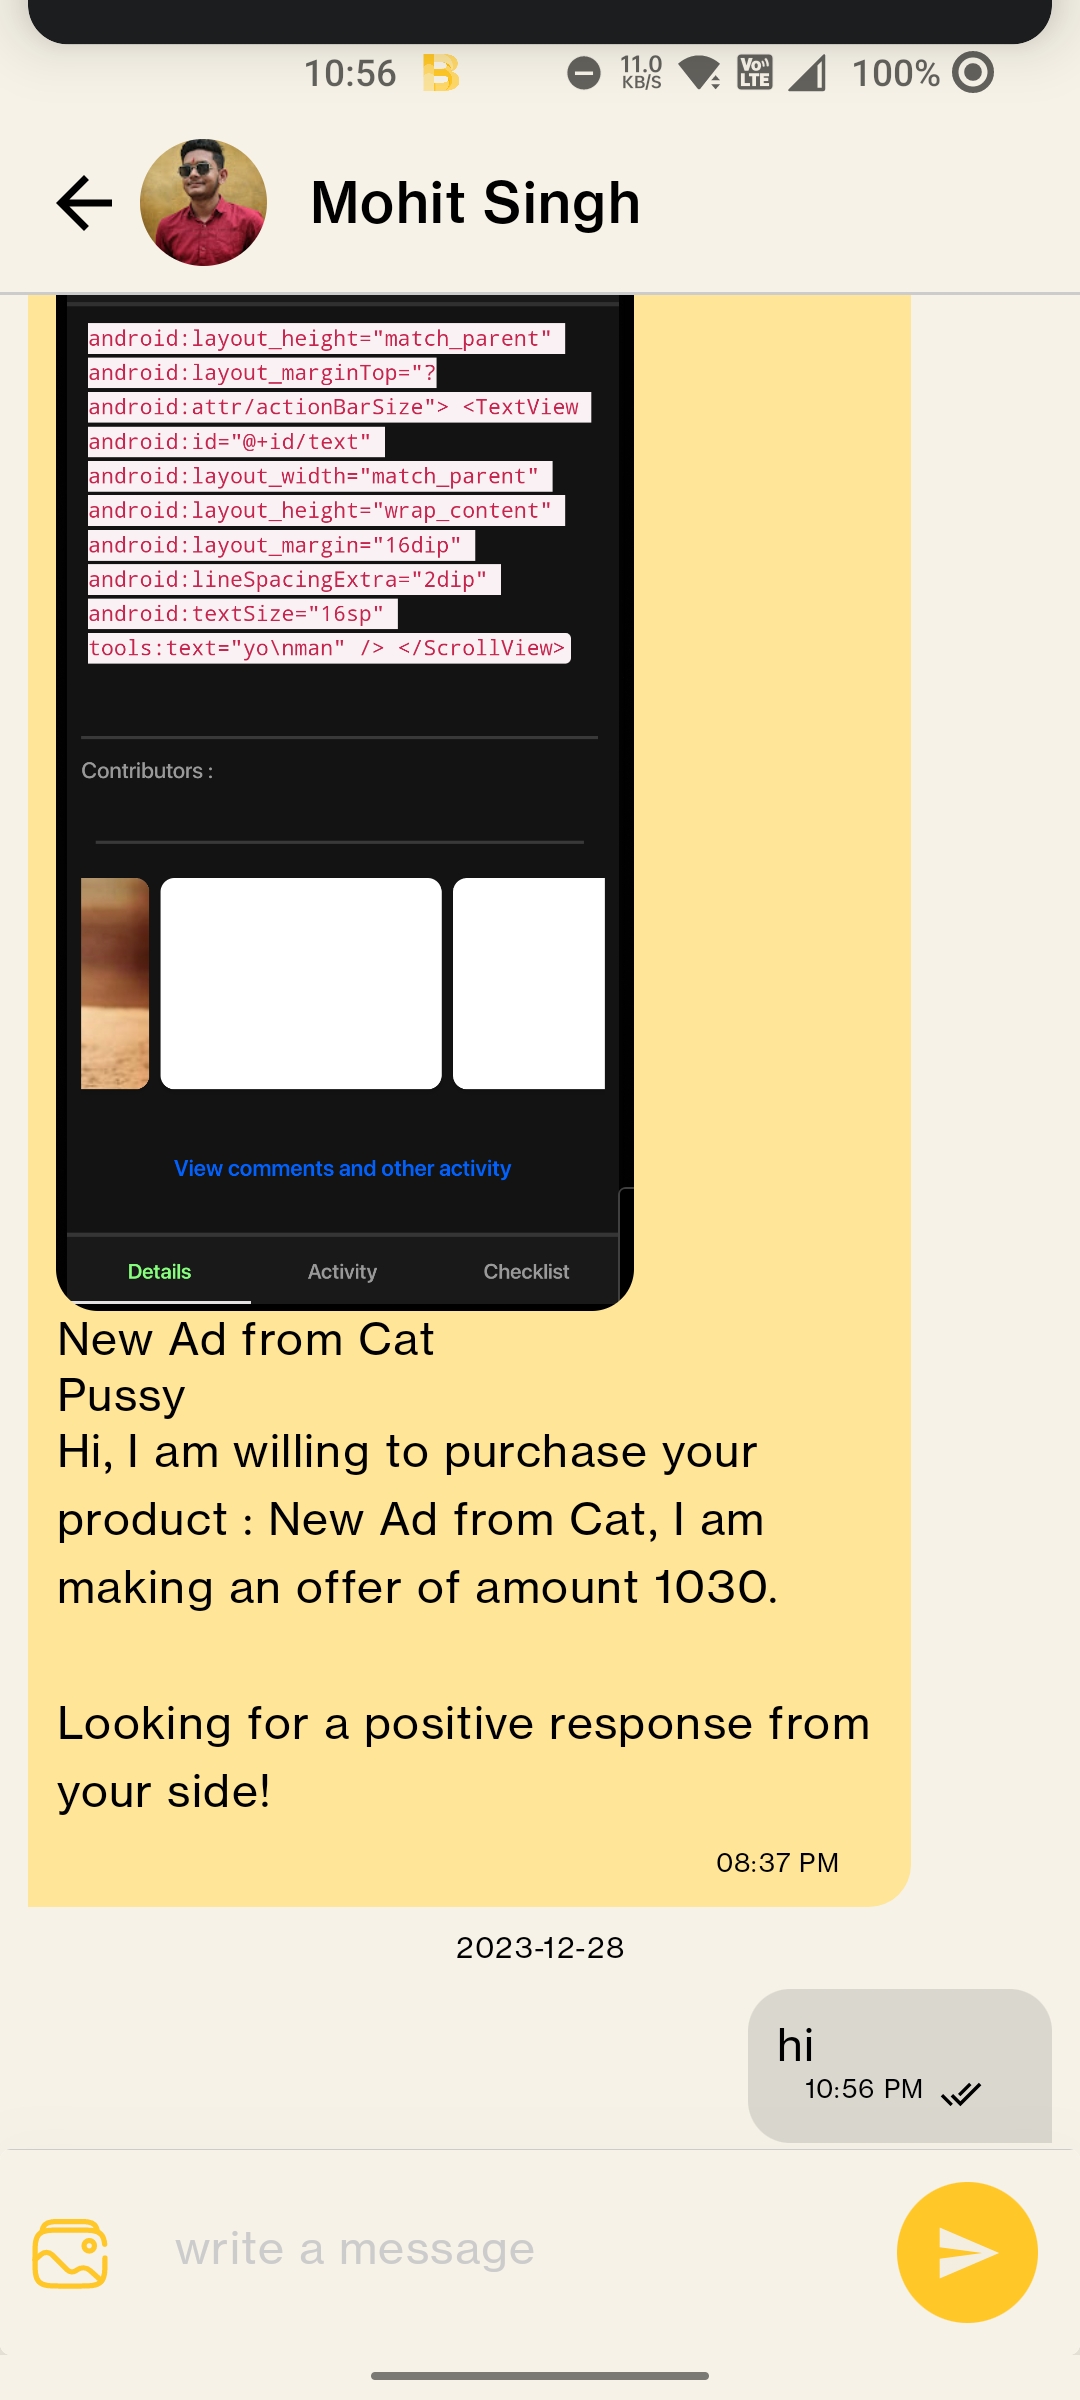 10:56 B 11.0 KB/S Vo LTE 100%
Mohit Singh
android:layout_height="match_parent"
android:layout_marginTop="?
android:attr/actionBarSize"> <TextView
android:id="@+id/text"
android:layout_width="match_parent"
android:layout_height="wrap_content"
android:layout_margin="16dip"
android:lineSpacingExtra="2dip"
android:textSize="16sp"
tools:text="yo\nman" /> </ScrollView>
Contributors :
View comments and other activity
Details Activity Checklist
New Ad from Cat
Pussy
Hi, I am willing to purchase your
product : New Ad from Cat, I am
making an offer of amount 1030.
Looking for a positive response from
your side!
08:37 PM
2023-12-28
hi
10:56 PM
write a message